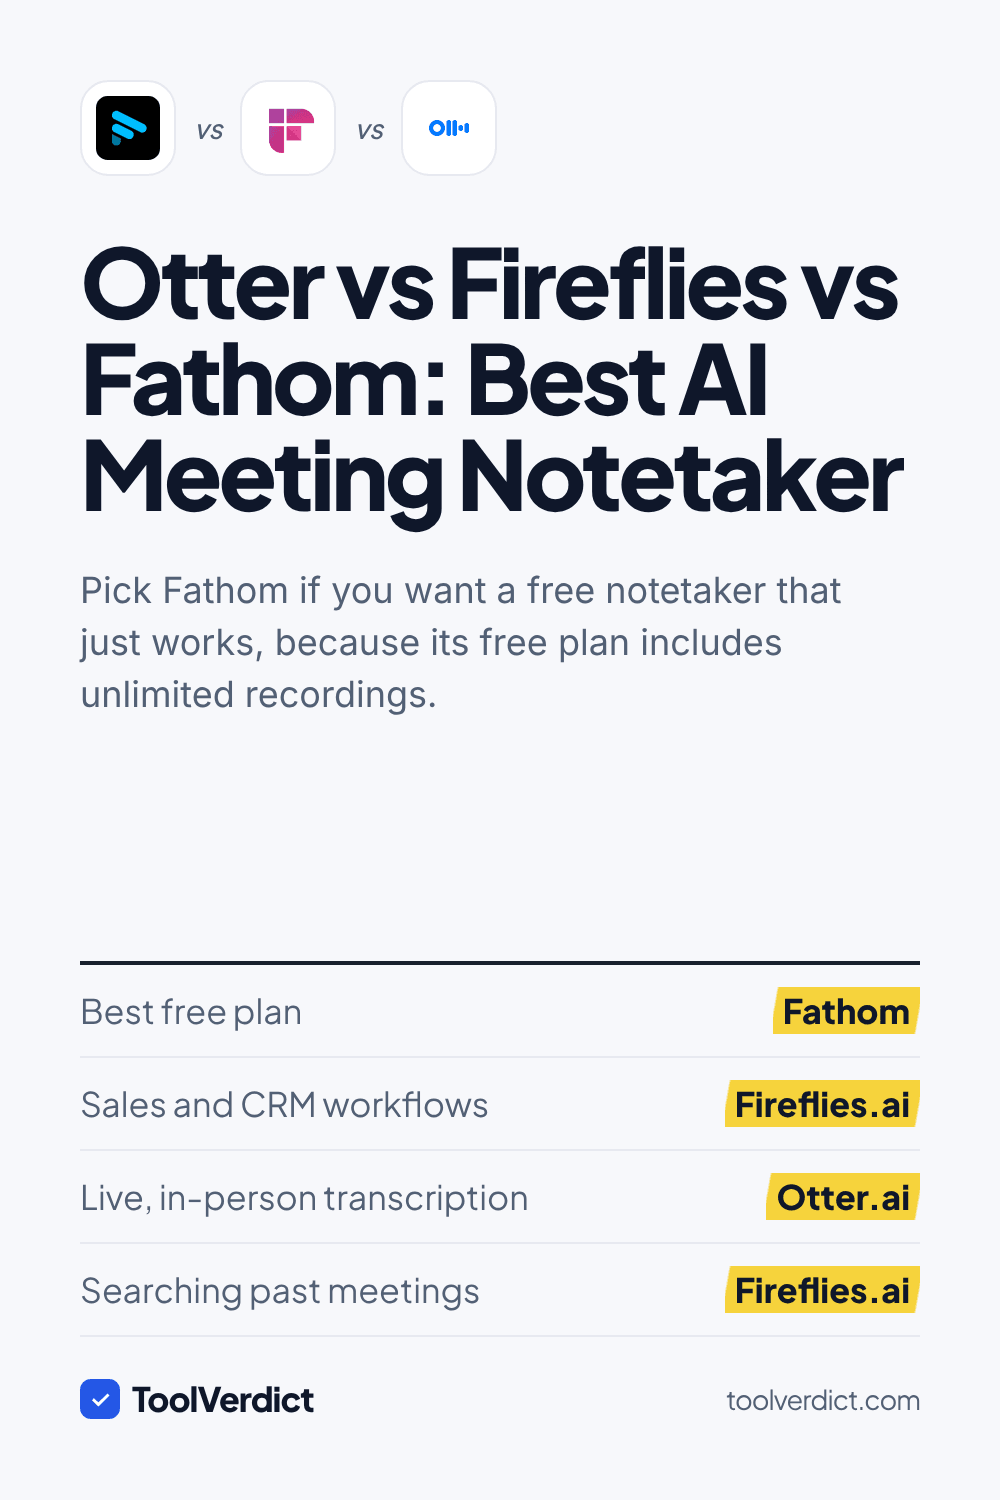 vs vs
Otter vs Fireflies vs
Fathom: Best AI
Meeting Notetaker
Pick Fathom if you want a free notetaker that
just works, because its free plan includes
unlimited recordings.
Best free plan Fathom
Sales and CRM workflows Fireflies.ai
Live, in-person transcription Otter.ai
Searching past meetings Fireflies.ai
ToolVerdict toolverdict.com